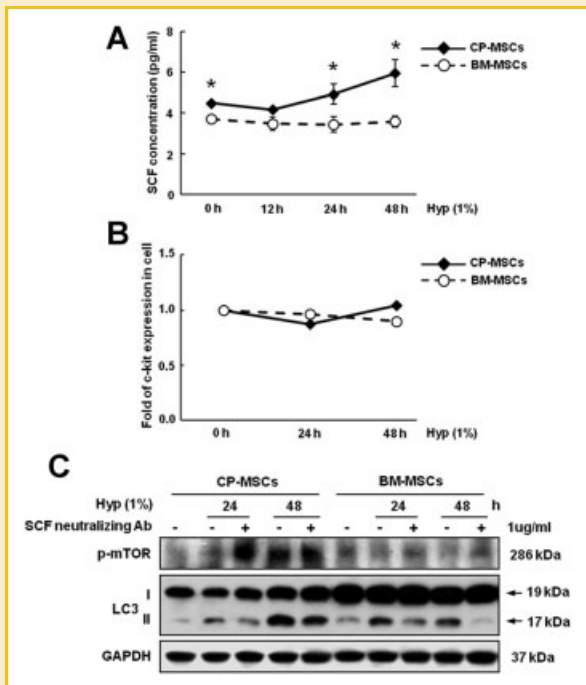 A
SCF concentration (pg/ml)
8
6
4
2
0
*
*
*
CP-MSCs
BM-MSCs
0 h 12 h 24 h 48 h Hyp (1%)
B
Fold of c-kit expression in cell
1.5
1.0
0.5
0.0
CP-MSCs
BM-MSCs
0 h 24 h 48 h Hyp (1%)
C
CP-MSCs BM-MSCs
Hyp (1%) 24 48 24 48 h
SCF neutralizing Ab - - + - + - - + - + 1ug/ml
p-mTOR 286 kDa
LC3 I 19 kDa
II 17 kDa
GAPDH 37 kDa